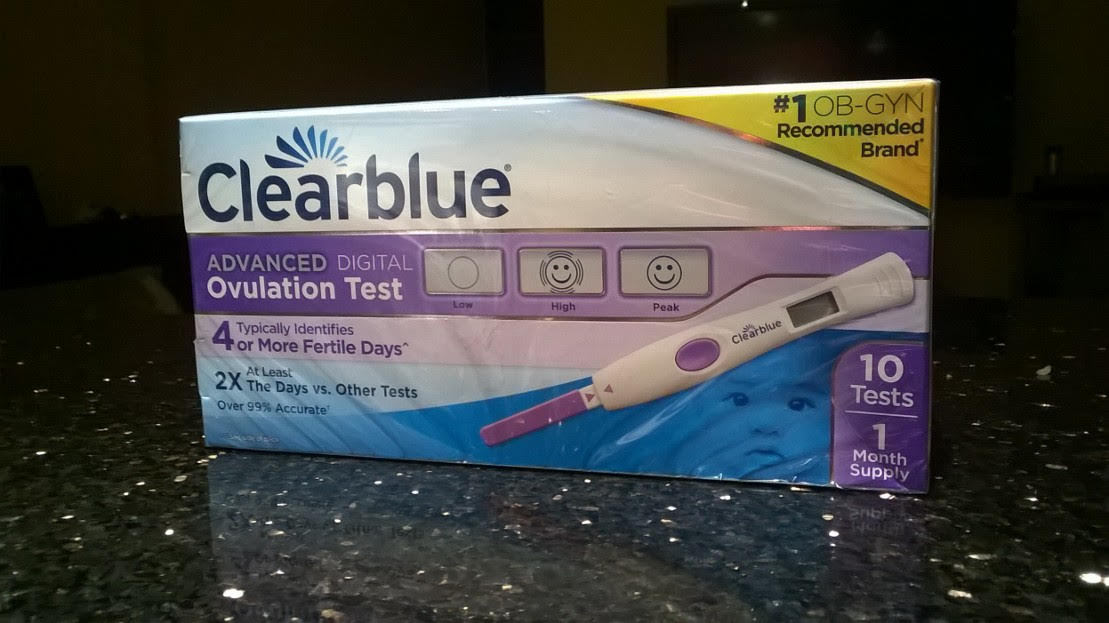 Clearblue®
#1 OB-GYN
Recommended
Brand*
ADVANCED DIGITAL
Ovulation Test
Low
High
Peak
4 Typically Identifies
or More Fertile Days^
2X At Least
The Days vs. Other Tests
Over 99% Accurate†
Clearblue
10
Tests
1
Month
Supply